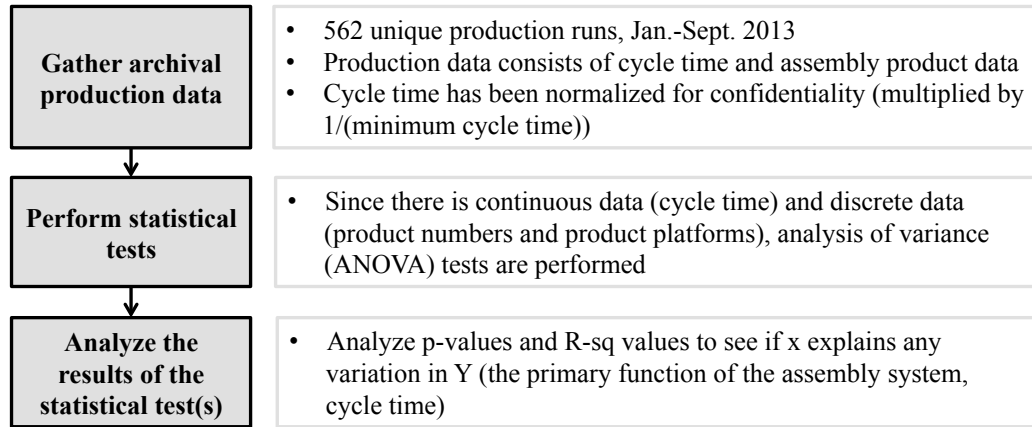 Gather archival
production data
• 562 unique production runs, Jan.-Sept. 2013
• Production data consists of cycle time and assembly product data
• Cycle time has been normalized for confidentiality (multiplied by
1/(minimum cycle time))
Perform statistical
tests
• Since there is continuous data (cycle time) and discrete data
(product numbers and product platforms), analysis of variance
(ANOVA) tests are performed
Analyze the
results of the
statistical test(s)
• Analyze p-values and R-sq values to see if x explains any
variation in Y (the primary function of the assembly system,
cycle time)